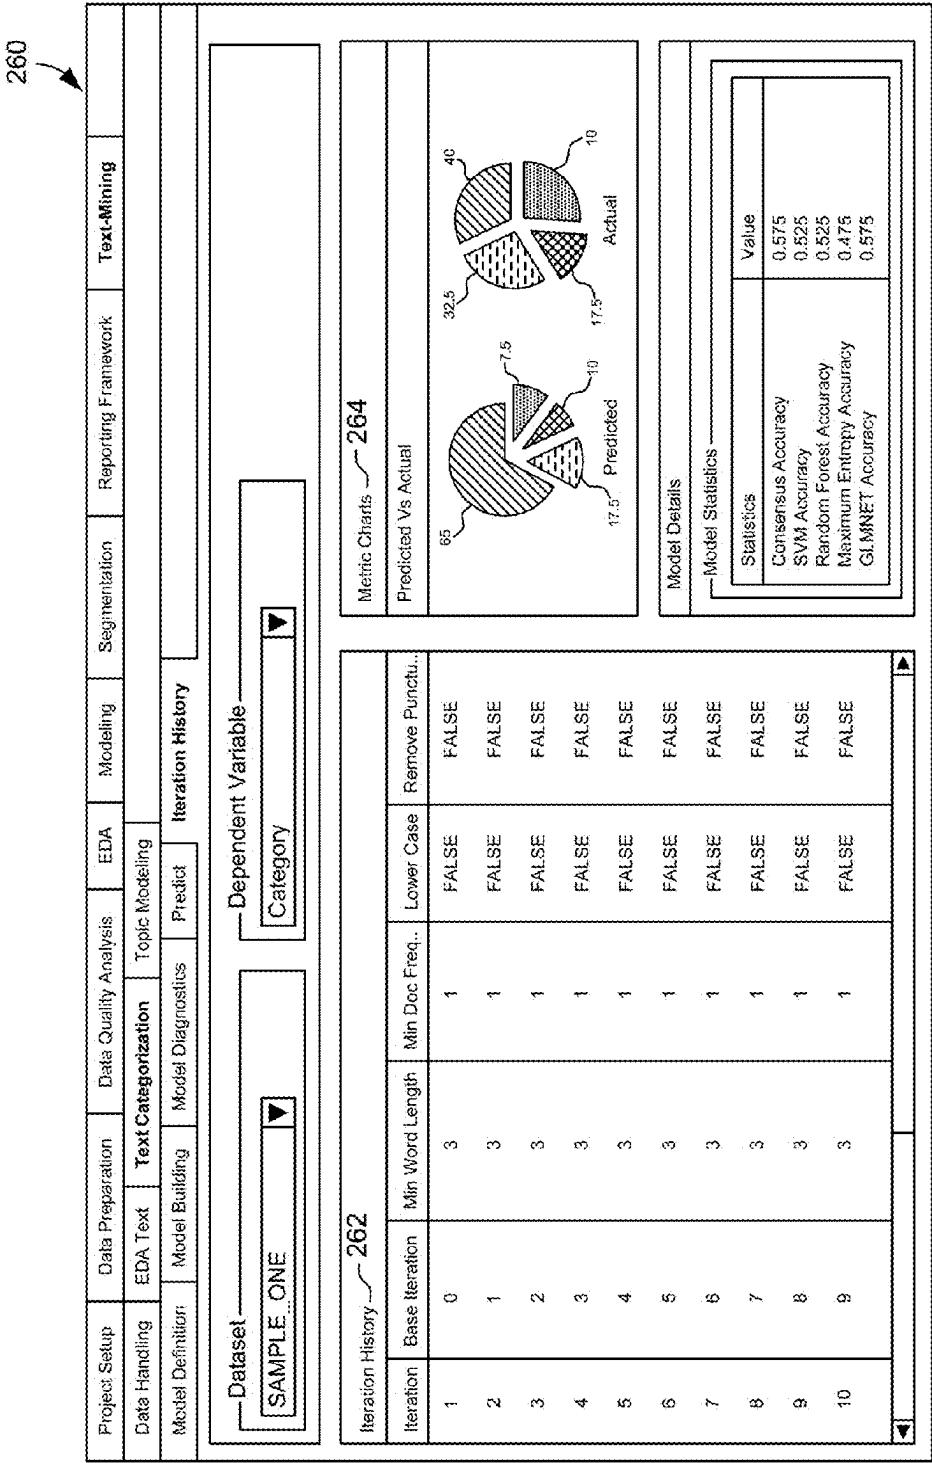 260
Project Setup Data Preparation Data Quality Analysis EDA Modeling Segmentation Reporting Framework Text-Mining
Data Handling EDA Text Text Categorization Topic Modeling
Model Definition Model Building Model Diagnostics Predict Iteration History
Dataset
SAMPLE_ONE
Dependent Variable
Category
Iteration History 262
Iteration Base Iteration Min Word Length Min Doc Freq.. Lower Case Remove Punctu..
1 0 3 1 FALSE FALSE
2 1 3 1 FALSE FALSE
3 2 3 1 FALSE FALSE
4 3 3 1 FALSE FALSE
5 4 3 1 FALSE FALSE
6 5 3 1 FALSE FALSE
7 6 3 1 FALSE FALSE
8 7 3 1 FALSE FALSE
9 8 3 1 FALSE FALSE
10 9 3 1 FALSE FALSE
Metric Charts 264
Predicted Vs Actual
65
7.5
10
17.5
Predicted
32.5
40
10
17.5
Actual
Model Details
Model Statistics
Statistics Value
Consensus Accuracy 0.575
SVM Accuracy 0.525
Random Forest Accuracy 0.525
Maximum Entropy Accuracy 0.475
GLMNET Accuracy 0.575